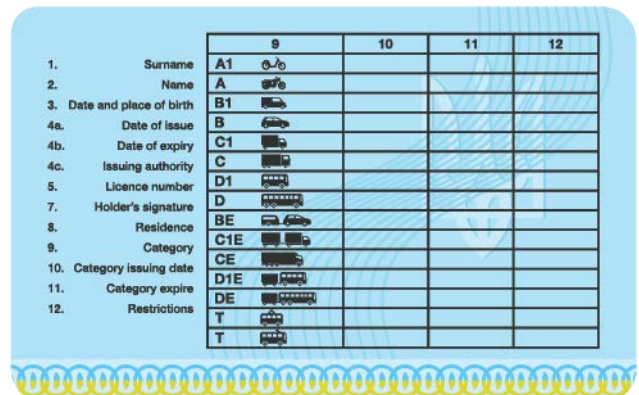 9 10 11 12
1. Surname
2. Name
3. Date and place of birth
4a. Date of issue
4b. Date of expiry
4c. Issuing authority
5. Licence number
7. Holder's signature
8. Residence
9. Category
10. Category issuing date
11. Category expire
12. Restrictions
A1
A
B1
B
C1
C
D1
D
BE
C1E
CE
D1E
DE
T
T